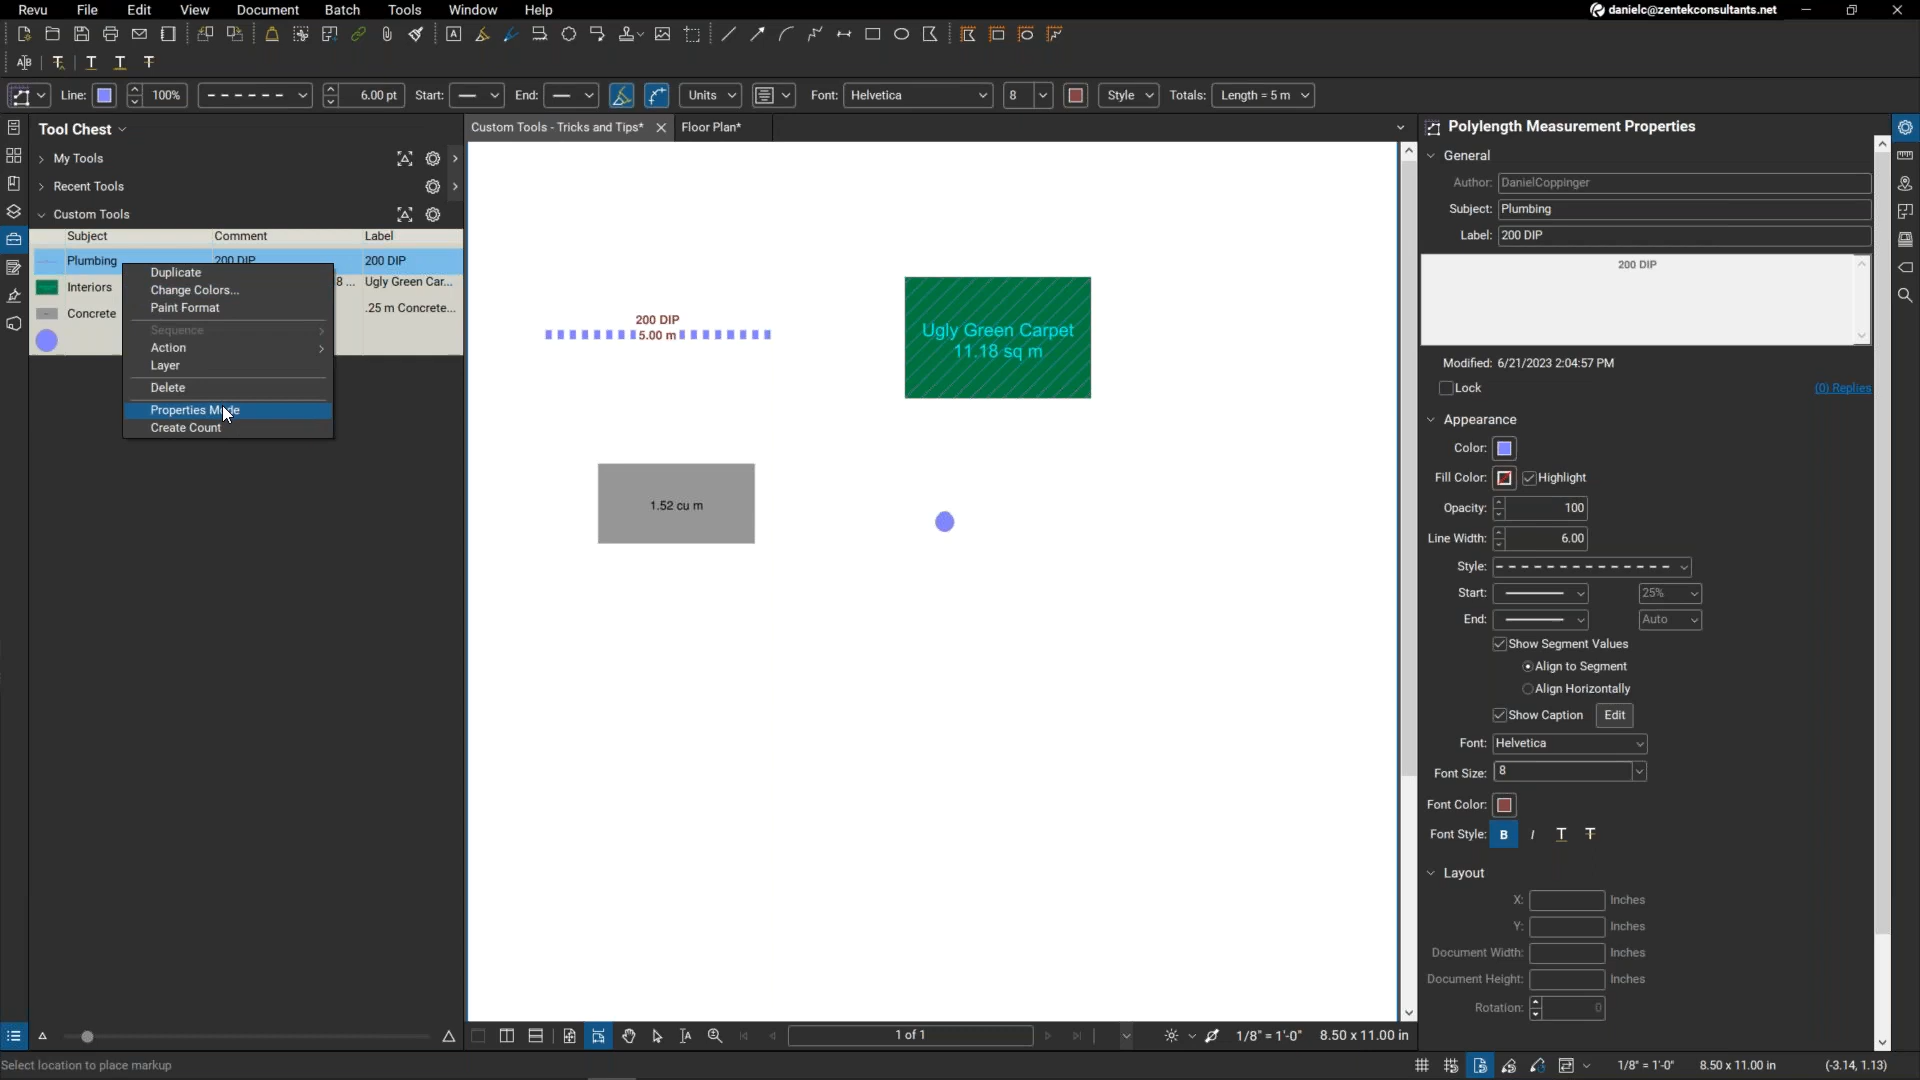 Revu File Edit View Document Batch Tools Window Help danielc@zentekconsultants.net
Line: 100% 6.00 pt Start: End: Units Font: Helvetica 8 Style Totals: Length = 5 m
Tool Chest
My Tools
Recent Tools
Custom Tools
Subject Comment Label
Plumbing 200 DIP 200 DIP
Interiors 8 ... Ugly Green Car...
Concrete .25 m Concrete...
Duplicate
Change Colors...
Paint Format
Sequence
Action
Layer
Delete
Properties Mode
Create Count
Custom Tools - Tricks and Tips* Floor Plan*
200 DIP
5.00 m
Ugly Green Carpet
11.18 sq m
1.52 cu m
Polylength Measurement Properties
General
Author: DanielCoppinger
Subject: Plumbing
Label: 200 DIP
200 DIP
Modified: 6/21/2023 2:04:57 PM
Lock (0) Replies
Appearance
Color:
Fill Color: Highlight
Opacity: 100
Line Width: 6.00
Style:
Start: 25%
End: Auto
Show Segment Values
Align to Segment
Align Horizontally
Show Caption Edit
Font: Helvetica
Font Size: 8
Font Color:
Font Style: B I T T
Layout
X: Inches
Y: Inches
Document Width: Inches
Document Height: Inches
Rotation: 0
1 of 1 1/8" = 1'-0" 8.50 x 11.00 in
Select location to place markup 1/8" = 1'-0" 8.50 x 11.00 in (-3.14, 1.13)